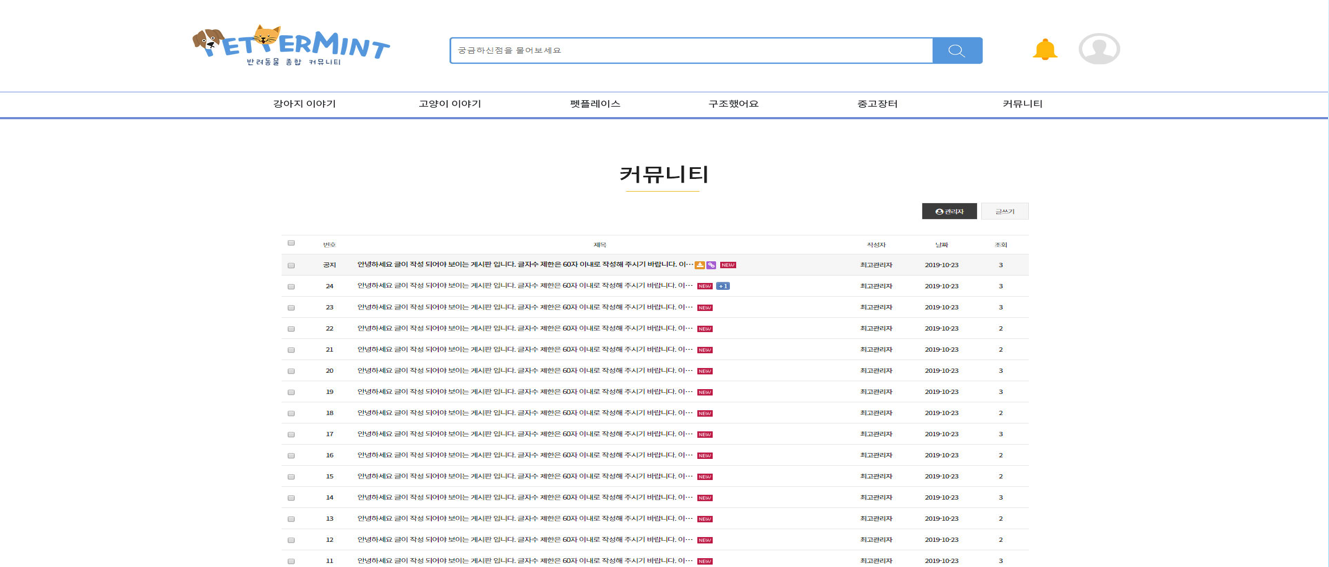 PETTERMINT
반려동물 종합 커뮤니티
궁금하신점을 물어보세요
강아지 이야기 고양이 이야기 펫플레이스 구조했어요 중고장터 커뮤니티
커뮤니티
관리자 글쓰기
번호 제목 작성자 날짜 조회
공지 안녕하세요 글이 작성 되어야 보이는 게시판 입니다. 글자수 제한은 60자 이내로 작성해 주시기 바랍니다. 이… NEW 최고관리자 2019-10-23 3
24 안녕하세요 글이 작성 되어야 보이는 게시판 입니다. 글자수 제한은 60자 이내로 작성해 주시기 바랍니다. 이… NEW + 1 최고관리자 2019-10-23 3
23 안녕하세요 글이 작성 되어야 보이는 게시판 입니다. 글자수 제한은 60자 이내로 작성해 주시기 바랍니다. 이… NEW 최고관리자 2019-10-23 3
22 안녕하세요 글이 작성 되어야 보이는 게시판 입니다. 글자수 제한은 60자 이내로 작성해 주시기 바랍니다. 이… NEW 최고관리자 2019-10-23 2
21 안녕하세요 글이 작성 되어야 보이는 게시판 입니다. 글자수 제한은 60자 이내로 작성해 주시기 바랍니다. 이… NEW 최고관리자 2019-10-23 2
20 안녕하세요 글이 작성 되어야 보이는 게시판 입니다. 글자수 제한은 60자 이내로 작성해 주시기 바랍니다. 이… NEW 최고관리자 2019-10-23 3
19 안녕하세요 글이 작성 되어야 보이는 게시판 입니다. 글자수 제한은 60자 이내로 작성해 주시기 바랍니다. 이… NEW 최고관리자 2019-10-23 3
18 안녕하세요 글이 작성 되어야 보이는 게시판 입니다. 글자수 제한은 60자 이내로 작성해 주시기 바랍니다. 이… NEW 최고관리자 2019-10-23 2
17 안녕하세요 글이 작성 되어야 보이는 게시판 입니다. 글자수 제한은 60자 이내로 작성해 주시기 바랍니다. 이… NEW 최고관리자 2019-10-23 3
16 안녕하세요 글이 작성 되어야 보이는 게시판 입니다. 글자수 제한은 60자 이내로 작성해 주시기 바랍니다. 이… NEW 최고관리자 2019-10-23 2
15 안녕하세요 글이 작성 되어야 보이는 게시판 입니다. 글자수 제한은 60자 이내로 작성해 주시기 바랍니다. 이… NEW 최고관리자 2019-10-23 2
14 안녕하세요 글이 작성 되어야 보이는 게시판 입니다. 글자수 제한은 60자 이내로 작성해 주시기 바랍니다. 이… NEW 최고관리자 2019-10-23 3
13 안녕하세요 글이 작성 되어야 보이는 게시판 입니다. 글자수 제한은 60자 이내로 작성해 주시기 바랍니다. 이… NEW 최고관리자 2019-10-23 2
12 안녕하세요 글이 작성 되어야 보이는 게시판 입니다. 글자수 제한은 60자 이내로 작성해 주시기 바랍니다. 이… NEW 최고관리자 2019-10-23 2
11 안녕하세요 글이 작성 되어야 보이는 게시판 입니다. 글자수 제한은 60자 이내로 작성해 주시기 바랍니다. 이… NEW 최고관리자 2019-10-23 3